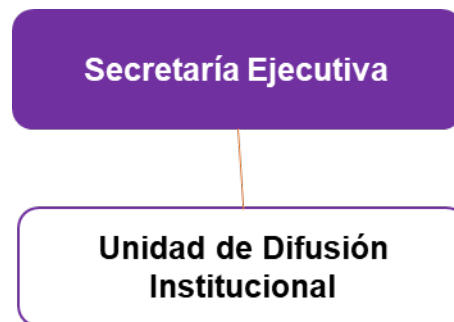 Secretaría Ejecutiva
Unidad de Difusión
Institucional